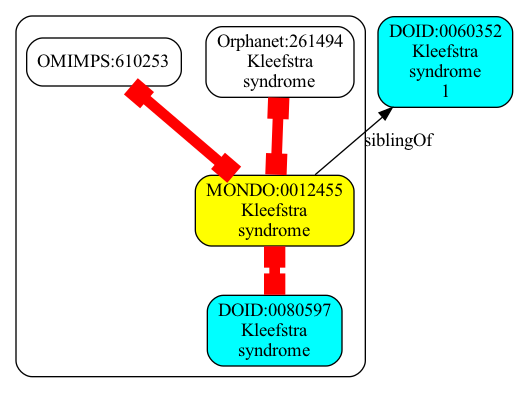 OMIMPS:610253
Orphanet:261494
Kleefstra
syndrome
DOID:0060352
Kleefstra
syndrome
1
siblingOf
MONDO:0012455
Kleefstra
syndrome
DOID:0080597
Kleefstra
syndrome